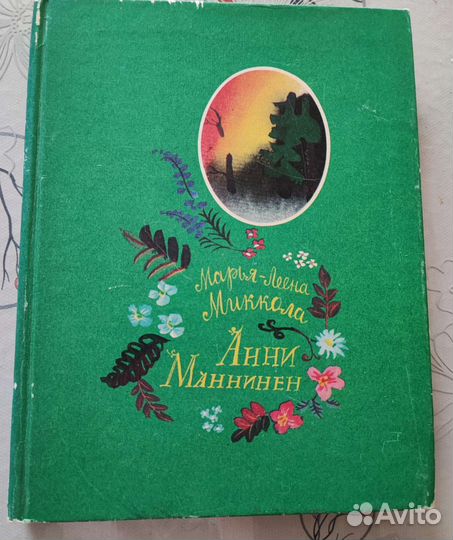 Марья-Леена
Миккола
Анни
Маннинен
Avito